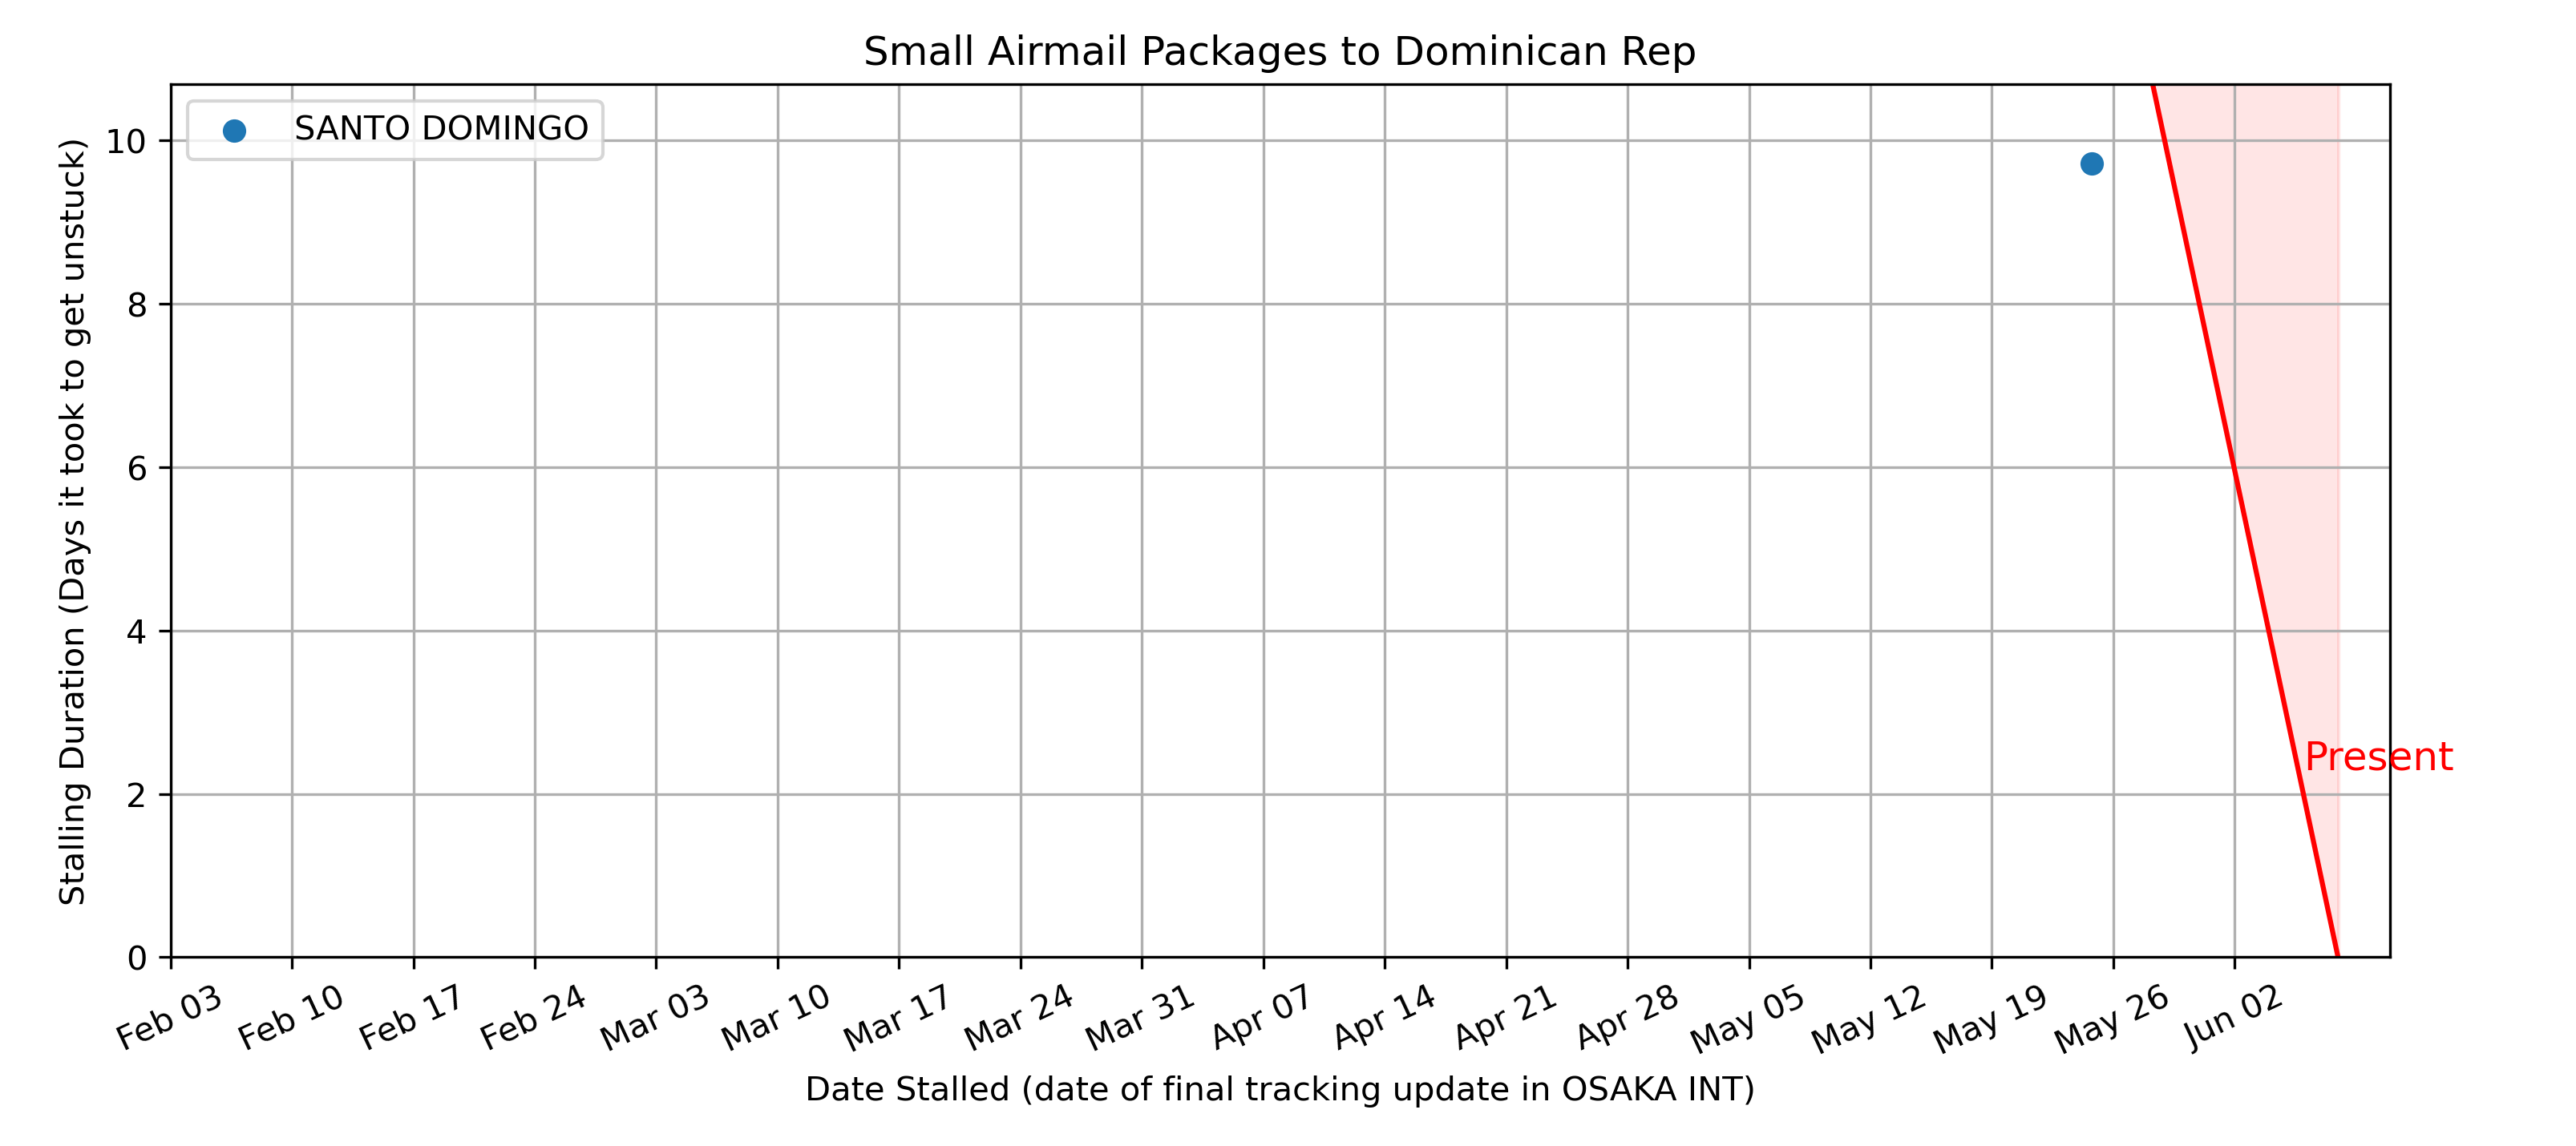 Small Airmail Packages to Dominican Rep
SANTO DOMINGO
Stalling Duration (Days it took to get unstuck)
10
8
6
4
2
0
Present
Feb 03
Feb 10
Feb 17
Feb 24
Mar 03
Mar 10
Mar 17
Mar 24
Mar 31
Apr 07
Apr 14
Apr 21
Apr 28
May 05
May 12
May 19
May 26
Jun 02
Date Stalled (date of final tracking update in OSAKA INT)